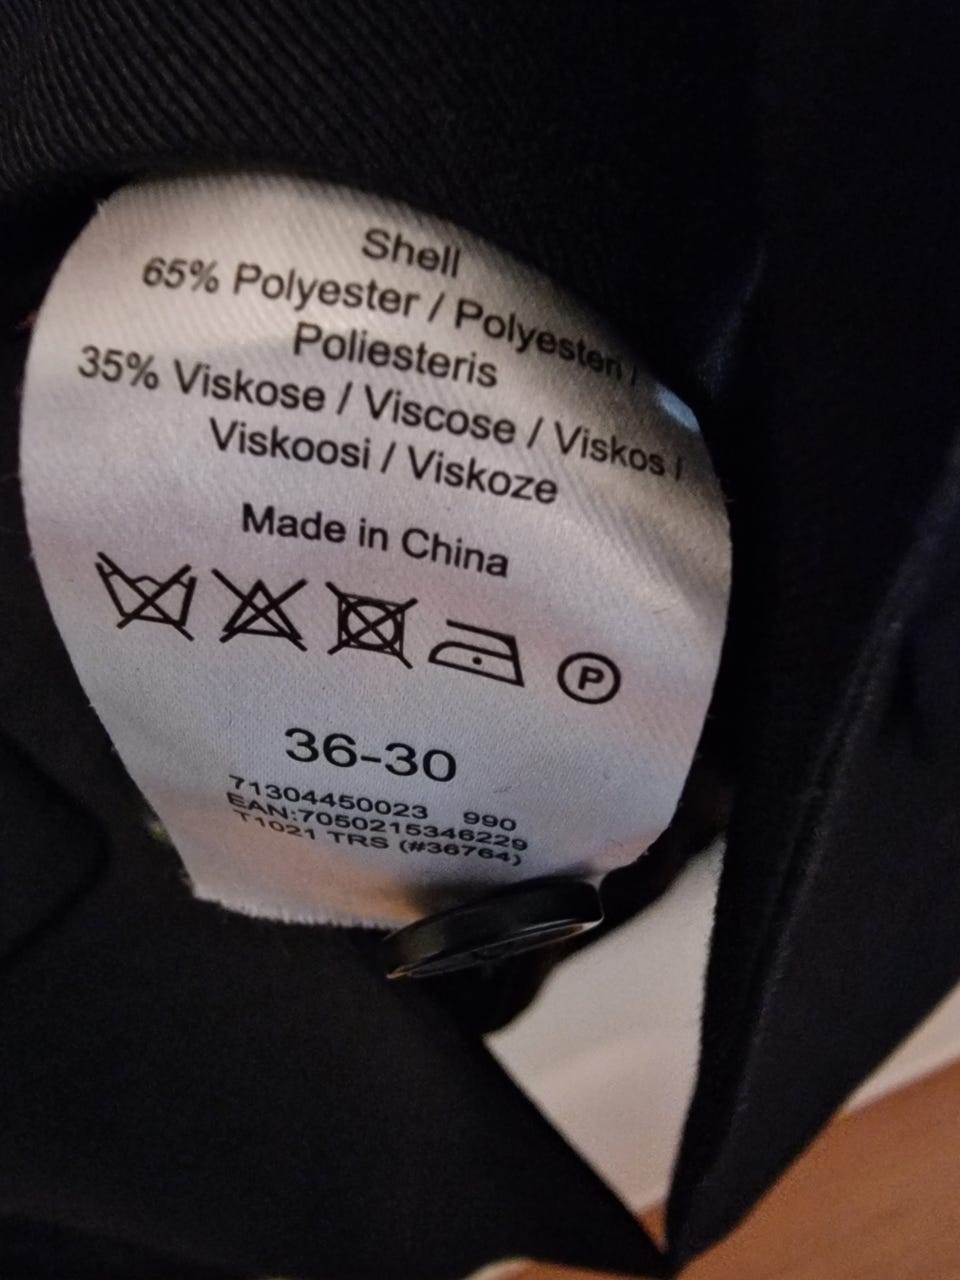 Shell
65% Polyester / Polyesteri /
Poliesteris
35% Viskose / Viscose / Viskos /
Viskoosi / Viskoze
Made in China
P
36-30
71304450023 990
EAN:7050215346229
T1021 TRS (#36764)